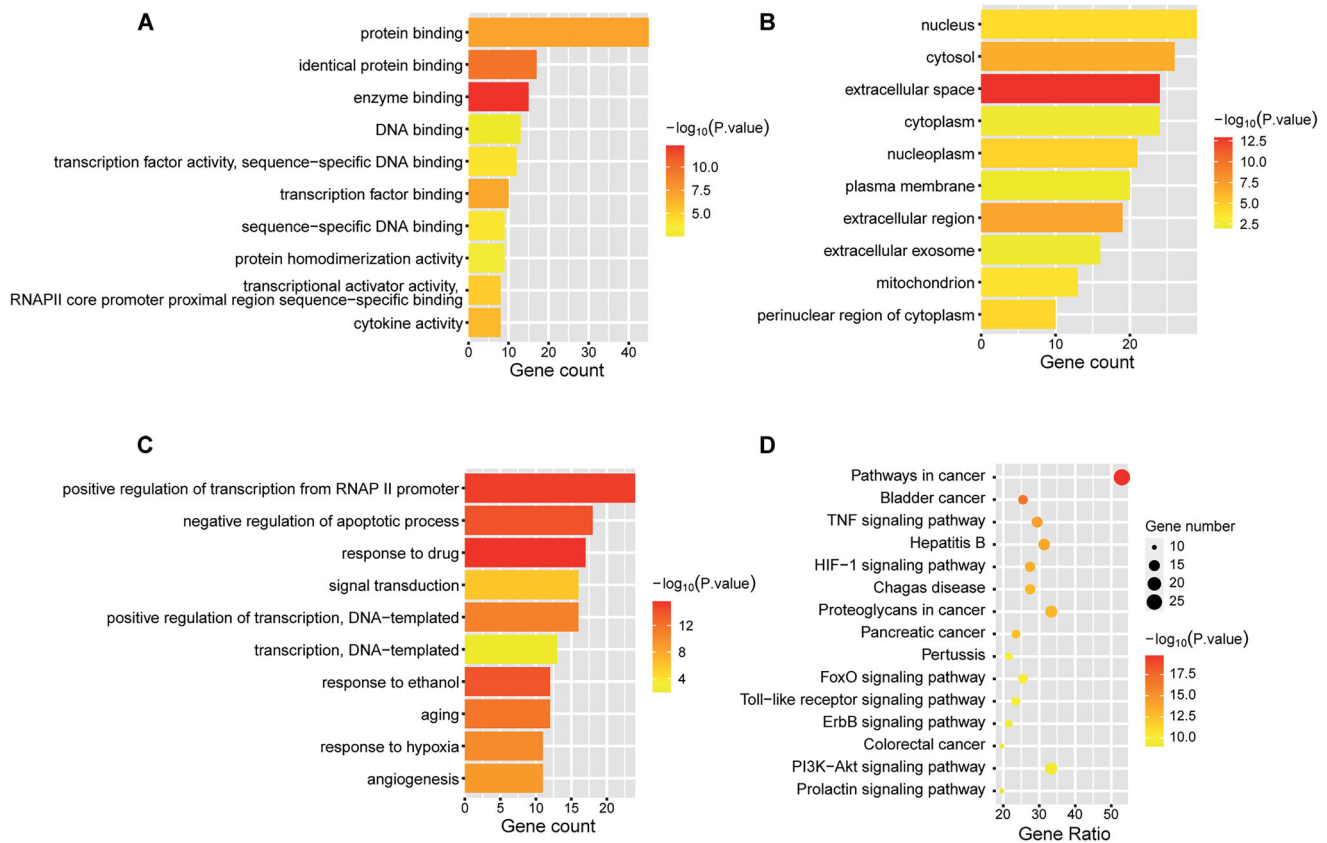 A
protein binding
identical protein binding
enzyme binding
DNA binding
transcription factor activity, sequence−specific DNA binding
transcription factor binding
sequence−specific DNA binding
protein homodimerization activity
transcriptional activator activity,
RNAPII core promoter proximal region sequence−specific binding
cytokine activity
0 10 20 30 40
Gene count
−log10(P.value)
10.0
7.5
5.0
B
nucleus
cytosol
extracellular space
cytoplasm
nucleoplasm
plasma membrane
extracellular region
extracellular exosome
mitochondrion
perinuclear region of cytoplasm
0 10 20
Gene count
−log10(P.value)
12.5
10.0
7.5
5.0
2.5
C
positive regulation of transcription from RNAP II promoter
negative regulation of apoptotic process
response to drug
signal transduction
positive regulation of transcription, DNA−templated
transcription, DNA−templated
response to ethanol
aging
response to hypoxia
angiogenesis
0 5 10 15 20
Gene count
−log10(P.value)
12
8
4
D
Pathways in cancer
Bladder cancer
TNF signaling pathway
Hepatitis B
HIF−1 signaling pathway
Chagas disease
Proteoglycans in cancer
Pancreatic cancer
Pertussis
FoxO signaling pathway
Toll−like receptor signaling pathway
ErbB signaling pathway
Colorectal cancer
PI3K−Akt signaling pathway
Prolactin signaling pathway
20 30 40 50
Gene Ratio
Gene number
10
15
20
25
−log10(P.value)
17.5
15.0
12.5
10.0